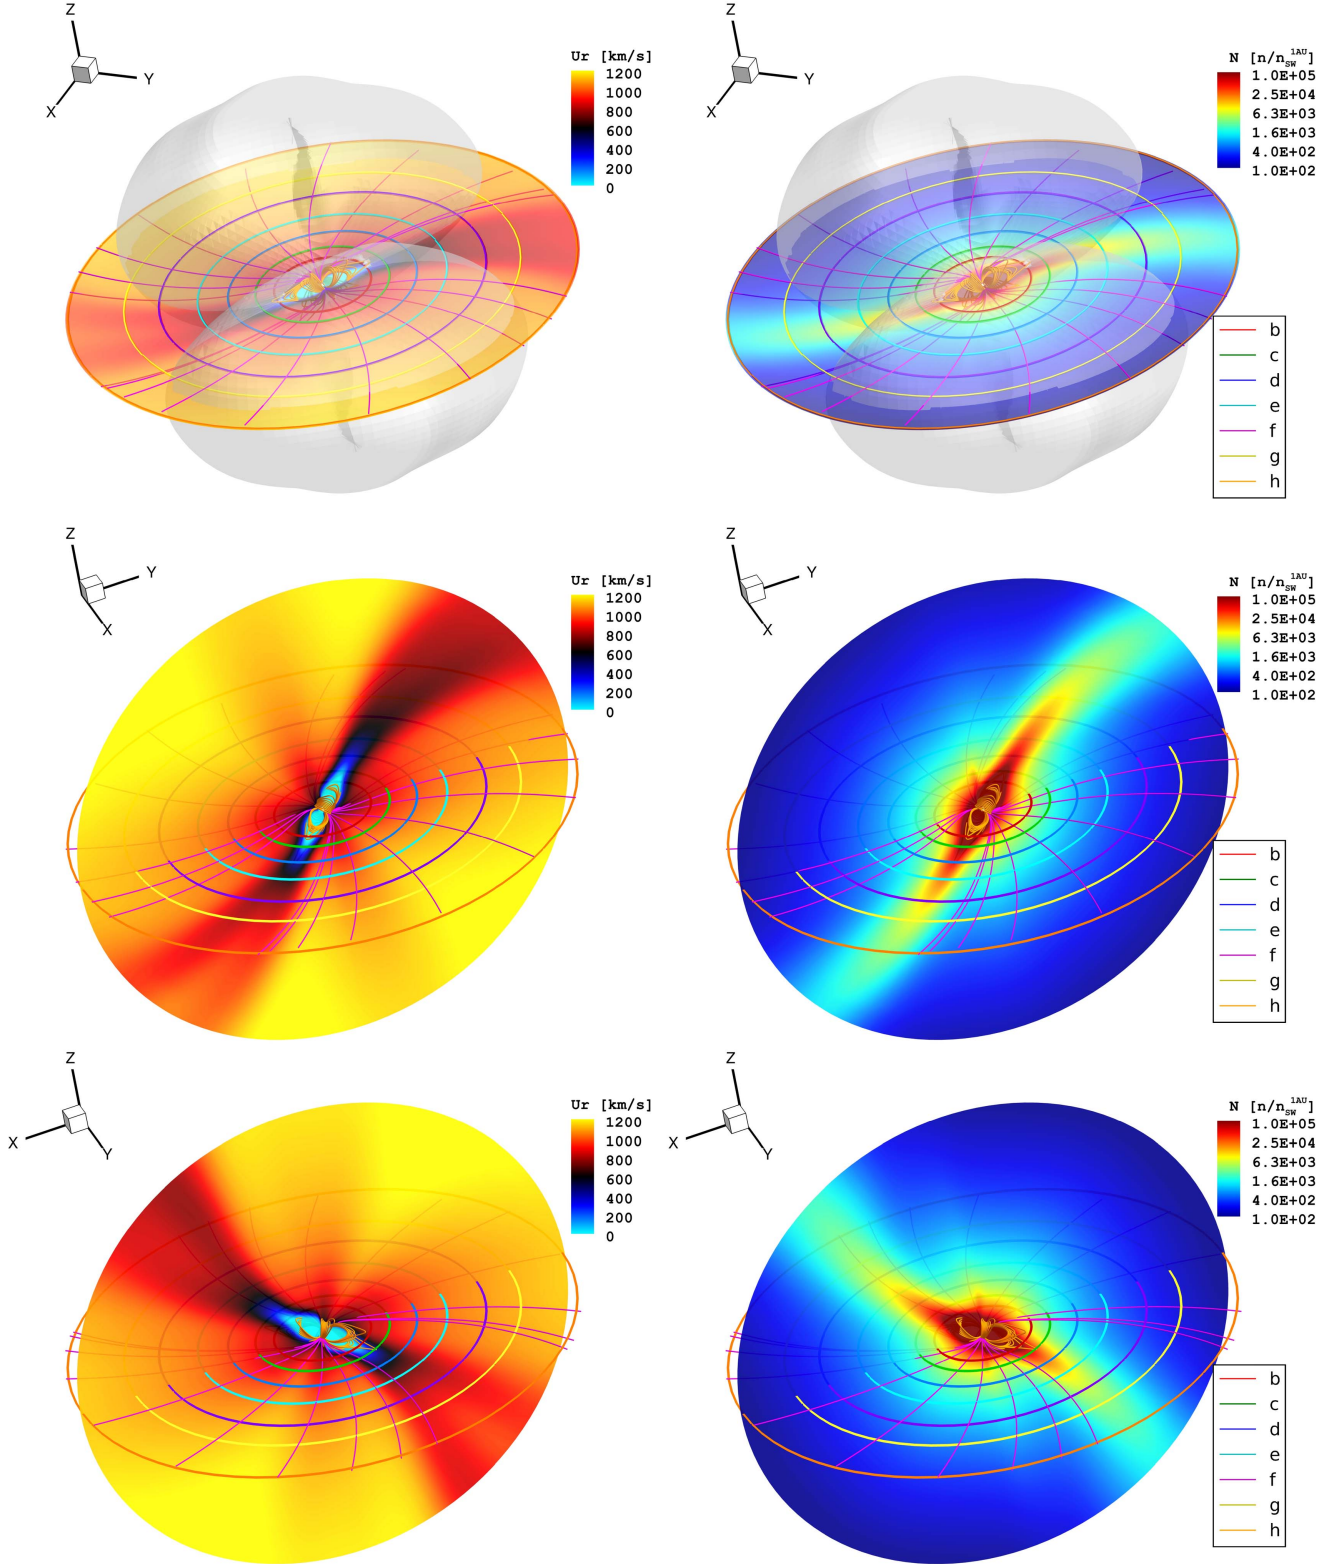 Z
Y
X
Ur [km/s]
1200
1000
800
600
400
200
0
Z
Y
X
N [n/n_SW^1AU]
1.0E+05
2.5E+04
6.3E+03
1.6E+03
4.0E+02
1.0E+02
b
c
d
e
f
g
h
Z
Y
X
Ur [km/s]
1200
1000
800
600
400
200
0
Z
Y
X
N [n/n_SW^1AU]
1.0E+05
2.5E+04
6.3E+03
1.6E+03
4.0E+02
1.0E+02
b
c
d
e
f
g
h
Z
X
Y
Ur [km/s]
1200
1000
800
600
400
200
0
Z
X
Y
N [n/n_SW^1AU]
1.0E+05
2.5E+04
6.3E+03
1.6E+03
4.0E+02
1.0E+02
b
c
d
e
f
g
h